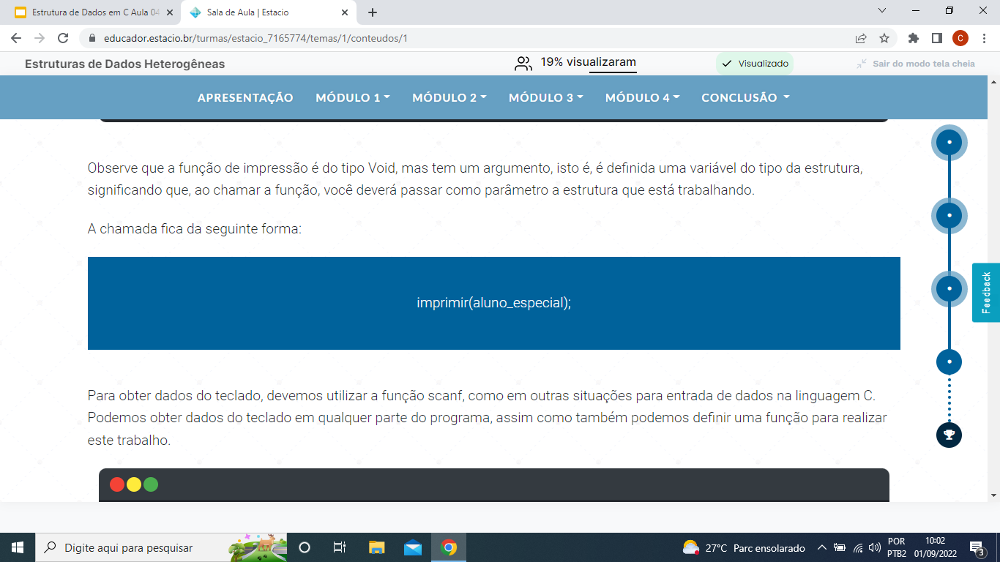 Estrutura de Dados em C Aula 04
Sala de Aula | Estacio
educador.estacio.br/turmas/estacio_7165774/temas/1/conteudos/1
C
Estruturas de Dados Heterogêneas
19% visualizaram
Visualizado
Sair do modo tela cheia
APRESENTAÇÃO
MÓDULO 1
MÓDULO 2
MÓDULO 3
MÓDULO 4
CONCLUSÃO
Observe que a função de impressão é do tipo Void, mas tem um argumento, isto é, é definida uma variável do tipo da estrutura,
significando que, ao chamar a função, você deverá passar como parâmetro a estrutura que está trabalhando.
A chamada fica da seguinte forma:
imprimir(aluno_especial);
Feedback
Para obter dados do teclado, devemos utilizar a função scanf, como em outras situações para entrada de dados na linguagem C.
Podemos obter dados do teclado em qualquer parte do programa, assim como também podemos definir uma função para realizar
este trabalho.
Digite aqui para pesquisar
27°C Parc ensolarado
POR
PTB2
10:02
01/09/2022
3